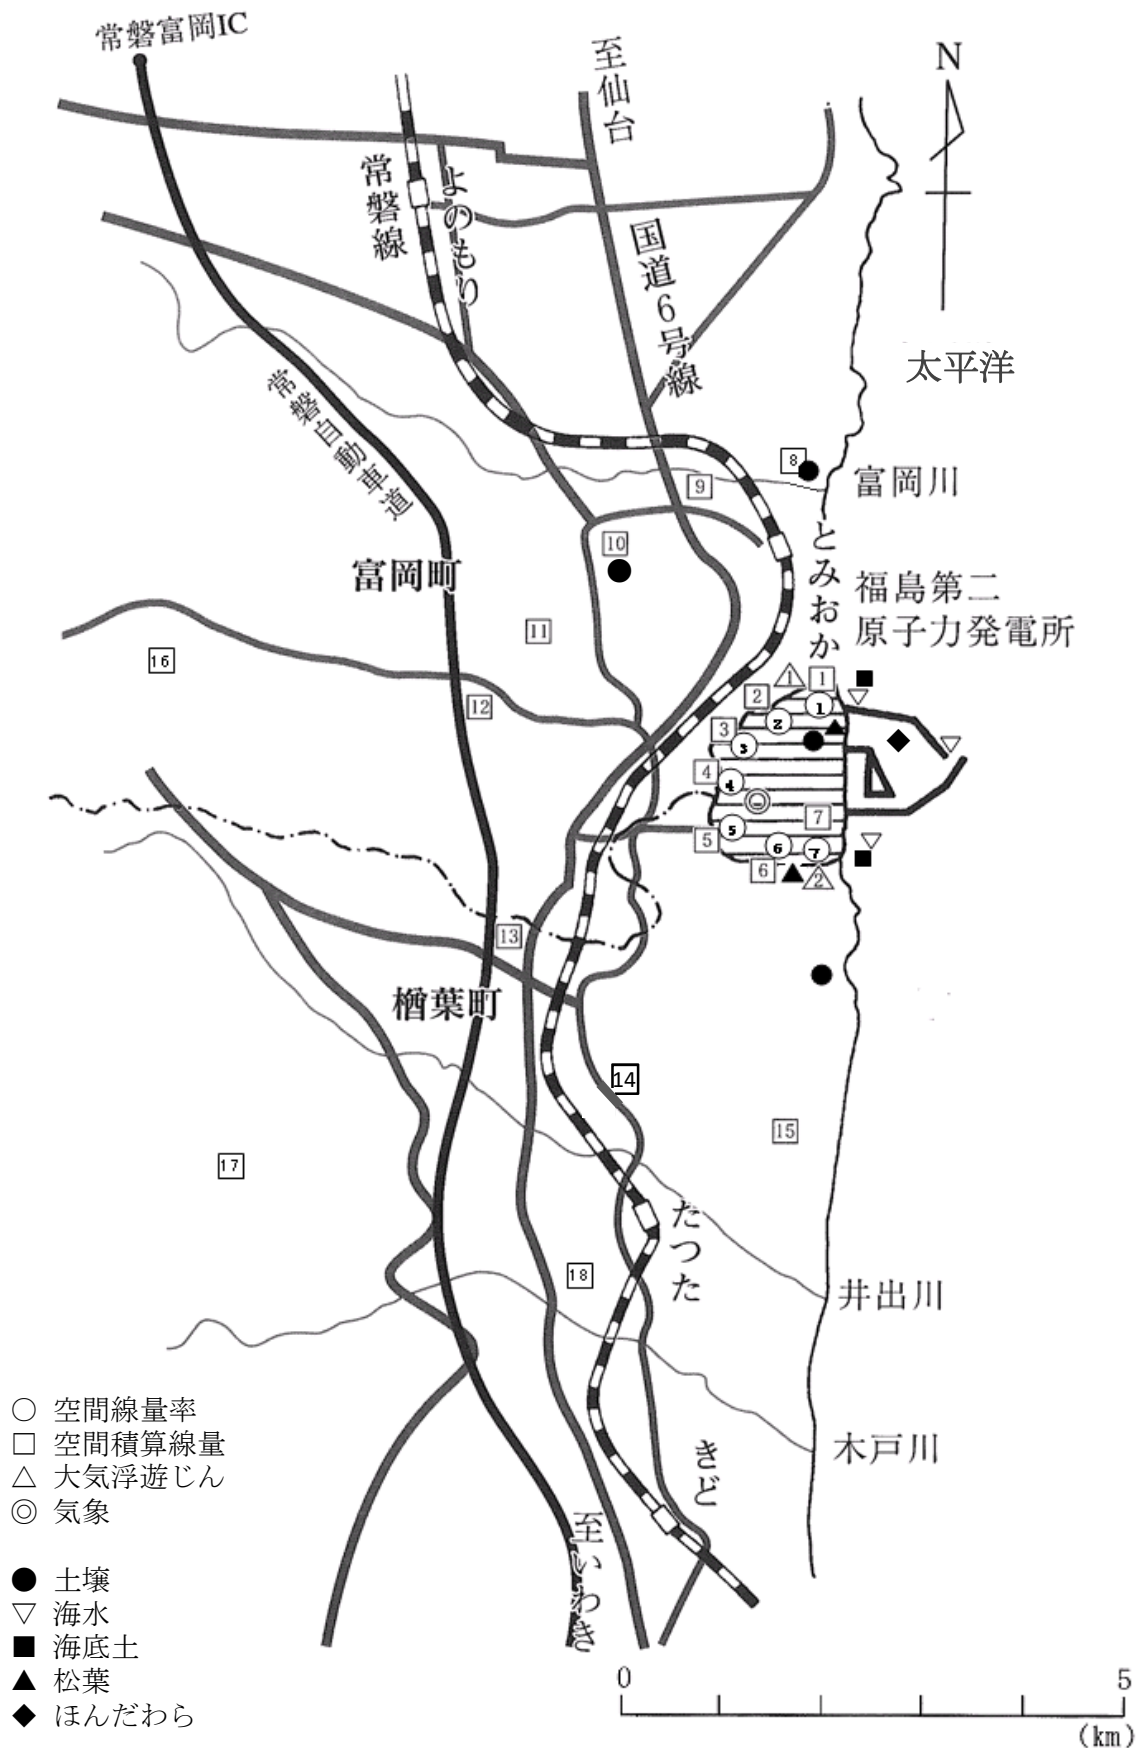 常磐富岡IC
至仙台
N
常磐線
よのもり
国道6号線
太平洋
常磐自動車道
8
富岡川
9
10
とみおか
富岡町
福島第二
原子力発電所
11
16
12
1
1
2
1
2
3
3
4
4
5
5
7
6
7
6
2
13
楢葉町
14
15
17
たつた
18
井出川
きど
木戸川
至いわき
○ 空間線量率
□ 空間積算線量
△ 大気浮遊じん
◎ 気象
● 土壌
▽ 海水
■ 海底土
▲ 松葉
◆ ほんだわら
0 5
(km)